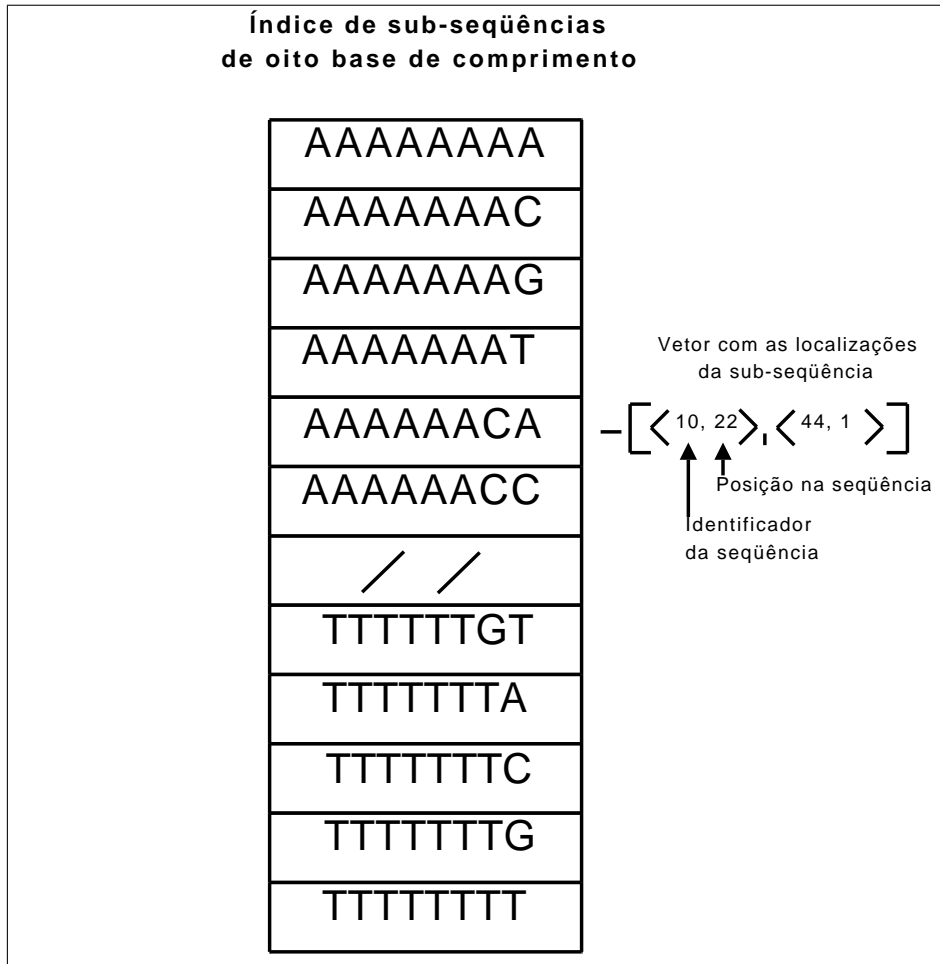 Índice de sub-seqüências
de oito base de comprimento
AAAAAAAA
AAAAAAAC
AAAAAAAG
AAAAAAAT
AAAAAACA
AAAAAACC
/ /
TTTTTTGT
TTTTTTTA
TTTTTTTC
TTTTTTTG
TTTTTTTT
Vetor com as localizações
da sub-seqüência
[<10, 22>, <44, 1>]
Posição na seqüência
Identificador
da seqüência